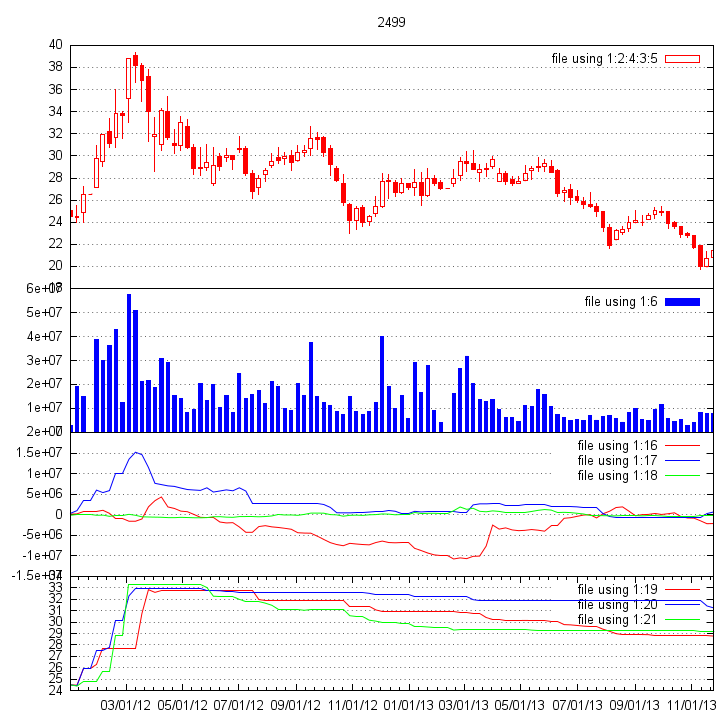 2499
40
file using 1:2:4:3:5
38
36
34
32
30
28
26
24
22
20
6e+07
file using 1:6
5e+07
4e+07
3e+07
2e+07
1e+07
file using 1:16
1.5e+07
file using 1:17
1e+07
file using 1:18
5e+06
0
-5e+06
-1e+07
-1.5e+07
33
file using 1:19
32
file using 1:20
31
file using 1:21
30
29
28
27
26
25
24
03/01/12 05/01/12 07/01/12 09/01/12 11/01/12 01/01/13 03/01/13 05/01/13 07/01/13 09/01/13 11/01/13